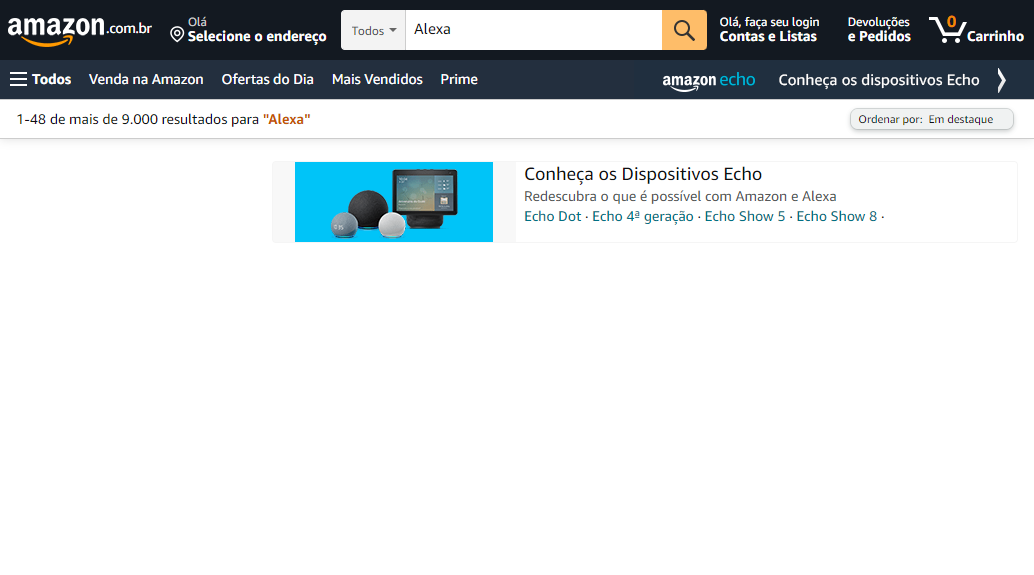 amazon.com.br
Olá
Selecione o endereço
Todos
Alexa
Olá, faça seu login
Contas e Listas
Devoluções
e Pedidos
0
Carrinho
Todos
Venda na Amazon
Ofertas do Dia
Mais Vendidos
Prime
amazon echo
Conheça os dispositivos Echo
1-48 de mais de 9.000 resultados para "Alexa"
Ordenar por: Em destaque
Conheça os Dispositivos Echo
Redescubra o que é possível com Amazon e Alexa
Echo Dot · Echo 4ª geração · Echo Show 5 · Echo Show 8 ·